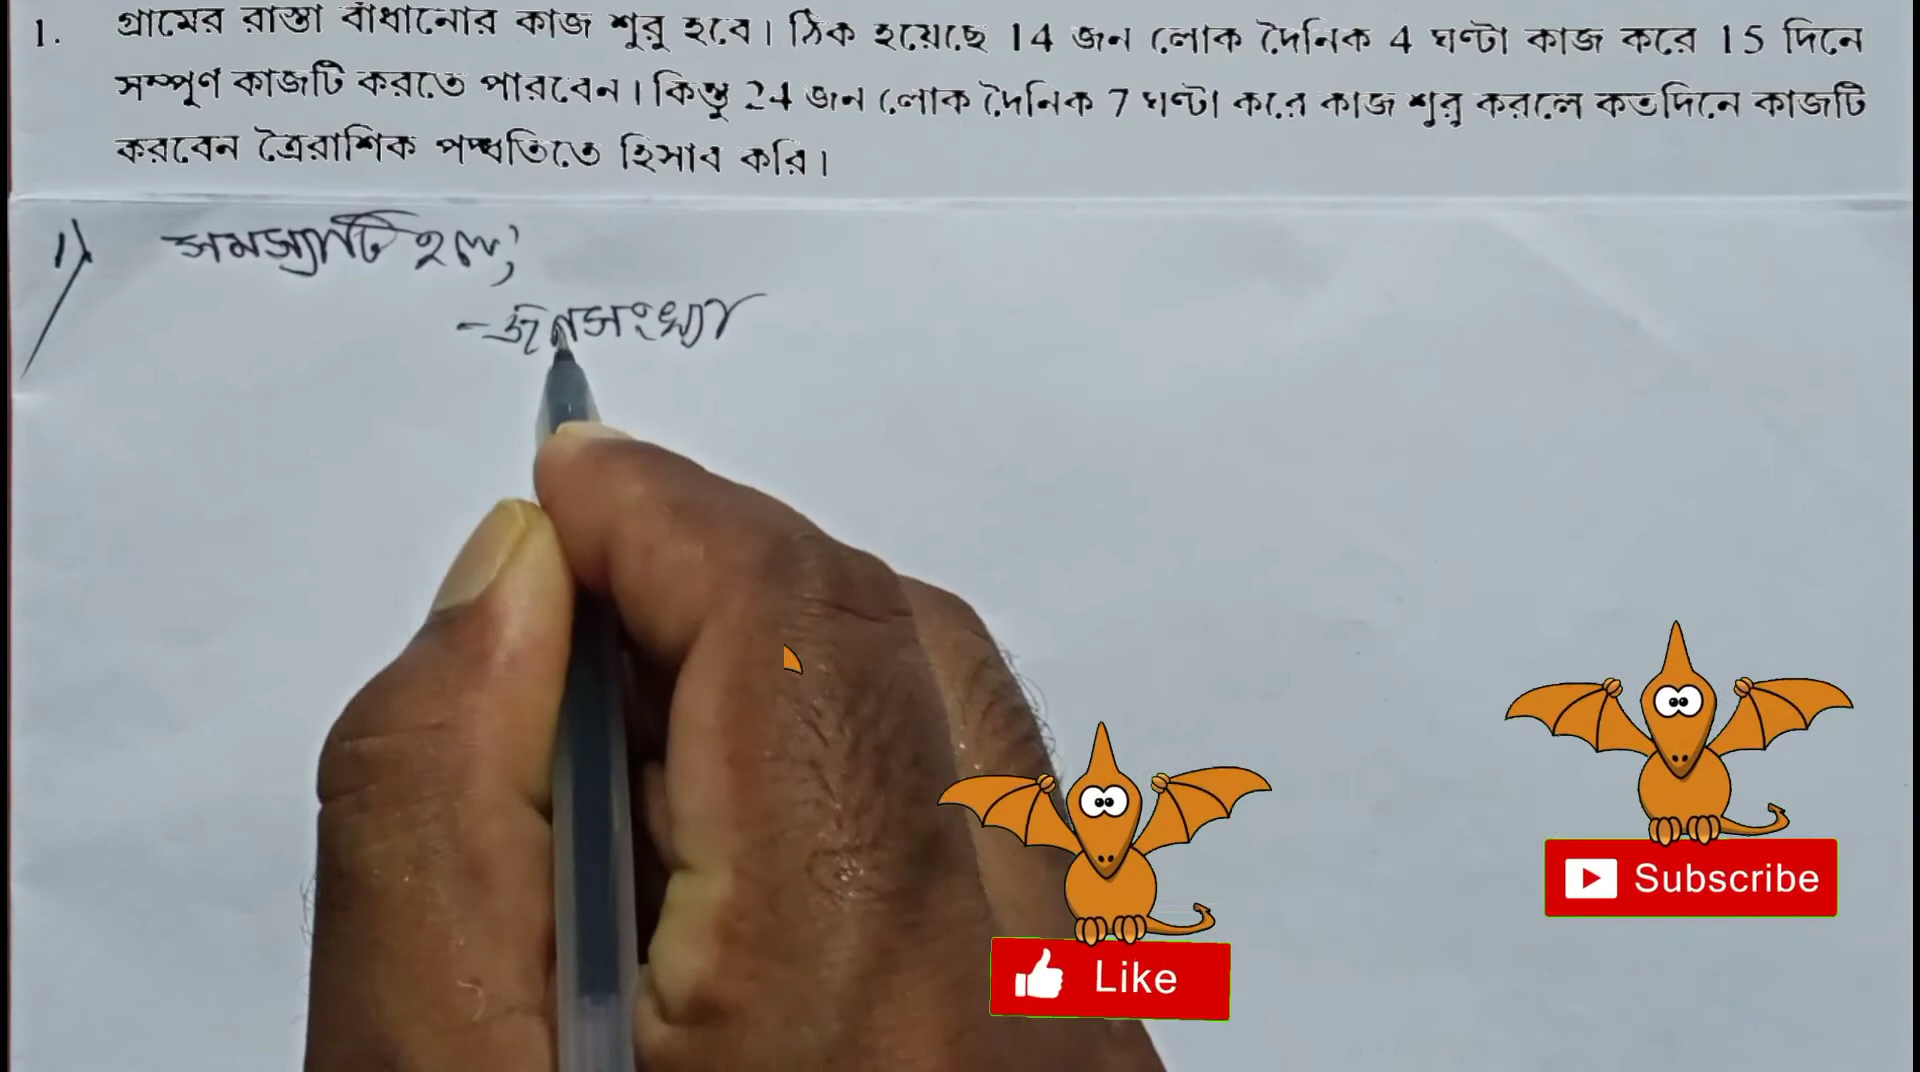 1. গ্রামের রাস্তা বাঁধানোর কাজ শুরু হবে। ঠিক হয়েছে 14 জন লোক দৈনিক 4 ঘণ্টা কাজ করে 15 দিনে
সম্পূর্ণ কাজটি করতে পারবেন। কিন্তু 24 জন লোক দৈনিক 7 ঘণ্টা করে কাজ শুরু করলে কতদিনে কাজটি
করবেন ত্রৈরাশিক পদ্ধতিতে হিসাব করি।
1) সমস্যাটি হল,
জনসংখ্যা
Subscribe
Like